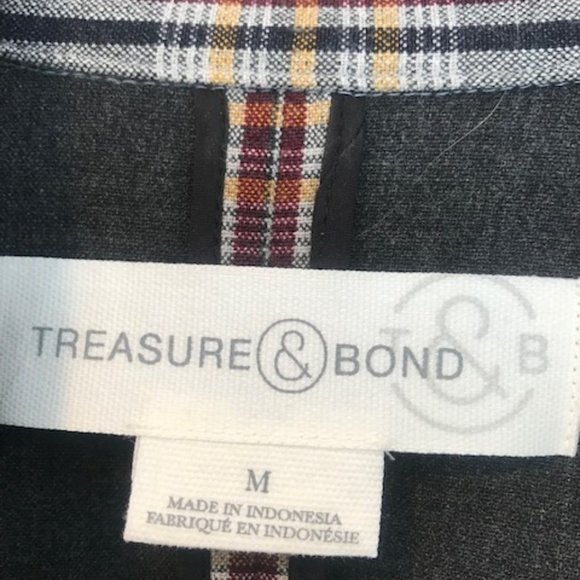 TREASURE & BOND
T & B
M
MADE IN INDONESIA
FABRIQUÉ EN INDONÉSIE